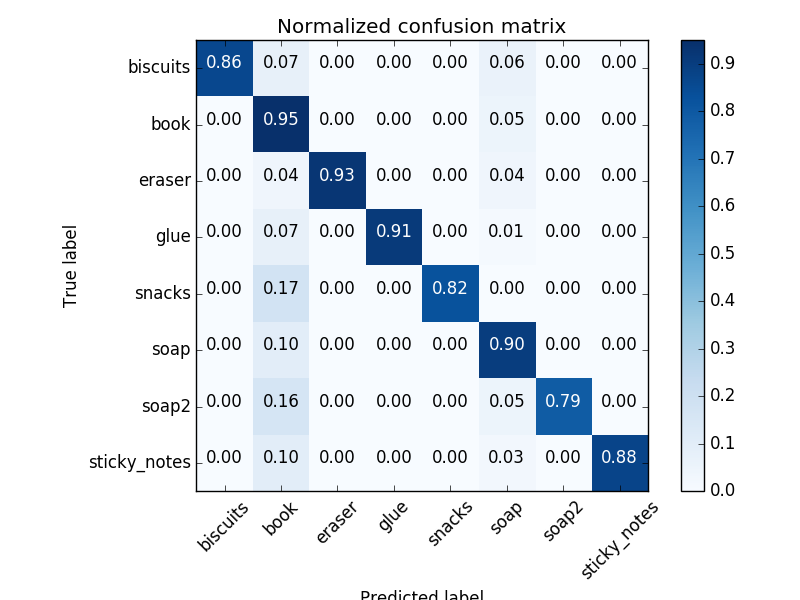 Normalized confusion matrix
True label
biscuits 0.86 0.07 0.00 0.00 0.00 0.06 0.00 0.00
book 0.00 0.95 0.00 0.00 0.00 0.05 0.00 0.00
eraser 0.00 0.04 0.93 0.00 0.00 0.04 0.00 0.00
glue 0.00 0.07 0.00 0.91 0.00 0.01 0.00 0.00
snacks 0.00 0.17 0.00 0.00 0.82 0.00 0.00 0.00
soap 0.00 0.10 0.00 0.00 0.00 0.90 0.00 0.00
soap2 0.00 0.16 0.00 0.00 0.00 0.05 0.79 0.00
sticky_notes 0.00 0.10 0.00 0.00 0.00 0.03 0.00 0.88
biscuits book eraser glue snacks soap soap2 sticky_notes
Predicted label
0.9
0.8
0.7
0.6
0.5
0.4
0.3
0.2
0.1
0.0